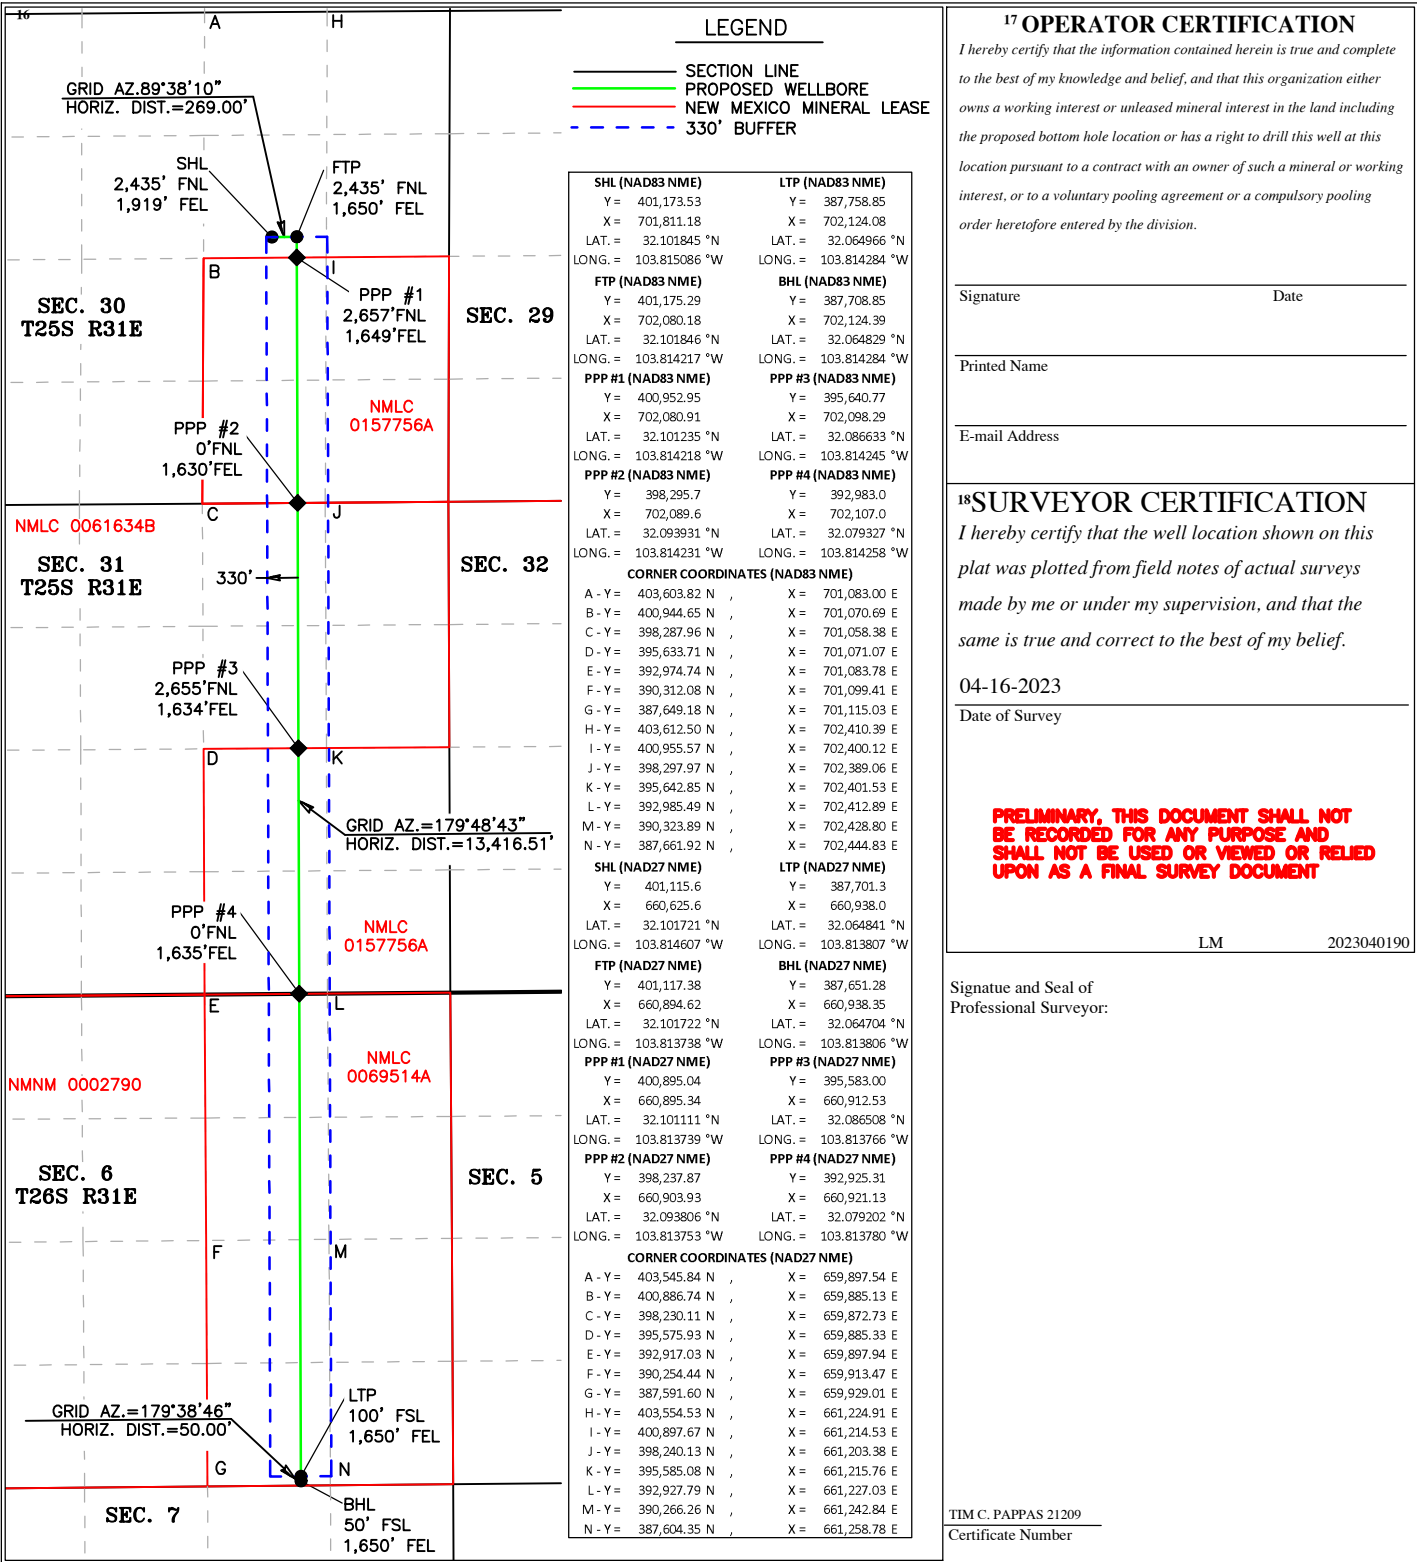 16
A
H
GRID AZ.89°38'10"
HORIZ. DIST.=269.00'
SHL
2,435' FNL
1,919' FEL
FTP
2,435' FNL
1,650' FEL
B
I
SEC. 30
T25S R31E
PPP #1
2,657'FNL
1,649'FEL
SEC. 29
NMLC
0157756A
PPP #2
0'FNL
1,630'FEL
C
J
NMLC 0061634B
SEC. 31
T25S R31E
330'
SEC. 32
PPP #3
2,655'FNL
1,634'FEL
D
K
GRID AZ.=179°48'43"
HORIZ. DIST.=13,416.51'
PPP #4
0'FNL
1,635'FEL
NMLC
0157756A
E
L
NMNM 0002790
NMLC
0069514A
SEC. 6
T26S R31E
SEC. 5
F
M
GRID AZ.=179°38'46"
HORIZ. DIST.=50.00'
LTP
100' FSL
1,650' FEL
G
N
SEC. 7
BHL
50' FSL
1,650' FEL
LEGEND
SECTION LINE
PROPOSED WELLBORE
NEW MEXICO MINERAL LEASE
330' BUFFER
SHL (NAD83 NME) LTP (NAD83 NME)
Y = 401,173.53 Y = 387,758.85
X = 701,811.18 X = 702,124.08
LAT. = 32.101845 °N LAT. = 32.064966 °N
LONG. = 103.815086 °W LONG. = 103.814284 °W
FTP (NAD83 NME) BHL (NAD83 NME)
Y = 401,175.29 Y = 387,708.85
X = 702,080.18 X = 702,124.39
LAT. = 32.101846 °N LAT. = 32.064829 °N
LONG. = 103.814217 °W LONG. = 103.814284 °W
PPP #1 (NAD83 NME) PPP #3 (NAD83 NME)
Y = 400,952.95 Y = 395,640.77
X = 702,080.91 X = 702,098.29
LAT. = 32.101235 °N LAT. = 32.086633 °N
LONG. = 103.814218 °W LONG. = 103.814245 °W
PPP #2 (NAD83 NME) PPP #4 (NAD83 NME)
Y = 398,295.7 Y = 392,983.0
X = 702,089.6 X = 702,107.0
LAT. = 32.093931 °N LAT. = 32.079327 °N
LONG. = 103.814231 °W LONG. = 103.814258 °W
CORNER COORDINATES (NAD83 NME)
A - Y = 403,603.82 N , X = 701,083.00 E
B - Y = 400,944.65 N , X = 701,070.69 E
C - Y = 398,287.96 N , X = 701,058.38 E
D - Y = 395,633.71 N , X = 701,071.07 E
E - Y = 392,974.74 N , X = 701,083.78 E
F - Y = 390,312.08 N , X = 701,099.41 E
G - Y = 387,649.18 N , X = 701,115.03 E
H - Y = 403,612.50 N , X = 702,410.39 E
I - Y = 400,955.57 N , X = 702,400.12 E
J - Y = 398,297.97 N , X = 702,389.06 E
K - Y = 395,642.85 N , X = 702,401.53 E
L - Y = 392,985.49 N , X = 702,412.89 E
M - Y = 390,323.89 N , X = 702,428.80 E
N - Y = 387,661.92 N , X = 702,444.83 E
SHL (NAD27 NME) LTP (NAD27 NME)
Y = 401,115.6 Y = 387,701.3
X = 660,625.6 X = 660,938.0
LAT. = 32.101721 °N LAT. = 32.064841 °N
LONG. = 103.814607 °W LONG. = 103.813807 °W
FTP (NAD27 NME) BHL (NAD27 NME)
Y = 401,117.38 Y = 387,651.28
X = 660,894.62 X = 660,938.35
LAT. = 32.101722 °N LAT. = 32.064704 °N
LONG. = 103.813738 °W LONG. = 103.813806 °W
PPP #1 (NAD27 NME) PPP #3 (NAD27 NME)
Y = 400,895.04 Y = 395,583.00
X = 660,895.34 X = 660,912.53
LAT. = 32.101111 °N LAT. = 32.086508 °N
LONG. = 103.813739 °W LONG. = 103.813766 °W
PPP #2 (NAD27 NME) PPP #4 (NAD27 NME)
Y = 398,237.87 Y = 392,925.31
X = 660,903.93 X = 660,921.13
LAT. = 32.093806 °N LAT. = 32.079202 °N
LONG. = 103.813753 °W LONG. = 103.813780 °W
CORNER COORDINATES (NAD27 NME)
A - Y = 403,545.84 N , X = 659,897.54 E
B - Y = 400,886.74 N , X = 659,885.13 E
C - Y = 398,230.11 N , X = 659,872.73 E
D - Y = 395,575.93 N , X = 659,885.33 E
E - Y = 392,917.03 N , X = 659,897.94 E
F - Y = 390,254.44 N , X = 659,913.47 E
G - Y = 387,591.60 N , X = 659,929.01 E
H - Y = 403,554.53 N , X = 661,224.91 E
I - Y = 400,897.67 N , X = 661,214.53 E
J - Y = 398,240.13 N , X = 661,203.38 E
K - Y = 395,585.08 N , X = 661,215.76 E
L - Y = 392,927.79 N , X = 661,227.03 E
M - Y = 390,266.26 N , X = 661,242.84 E
N - Y = 387,604.35 N , X = 661,258.78 E
17 OPERATOR CERTIFICATION
I hereby certify that the information contained herein is true and complete
to the best of my knowledge and belief, and that this organization either
owns a working interest or unleased mineral interest in the land including
the proposed bottom hole location or has a right to drill this well at this
location pursuant to a contract with an owner of such a mineral or working
interest, or to a voluntary pooling agreement or a compulsory pooling
order heretofore entered by the division.
Signature Date
Printed Name
E-mail Address
18SURVEYOR CERTIFICATION
I hereby certify that the well location shown on this
plat was plotted from field notes of actual surveys
made by me or under my supervision, and that the
same is true and correct to the best of my belief.
04-16-2023
Date of Survey
PRELIMINARY, THIS DOCUMENT SHALL NOT
BE RECORDED FOR ANY PURPOSE AND
SHALL NOT BE USED OR VIEWED OR RELIED
UPON AS A FINAL SURVEY DOCUMENT
LM 2023040190
Signatue and Seal of
Professional Surveyor:
TIM C. PAPPAS 21209
Certificate Number